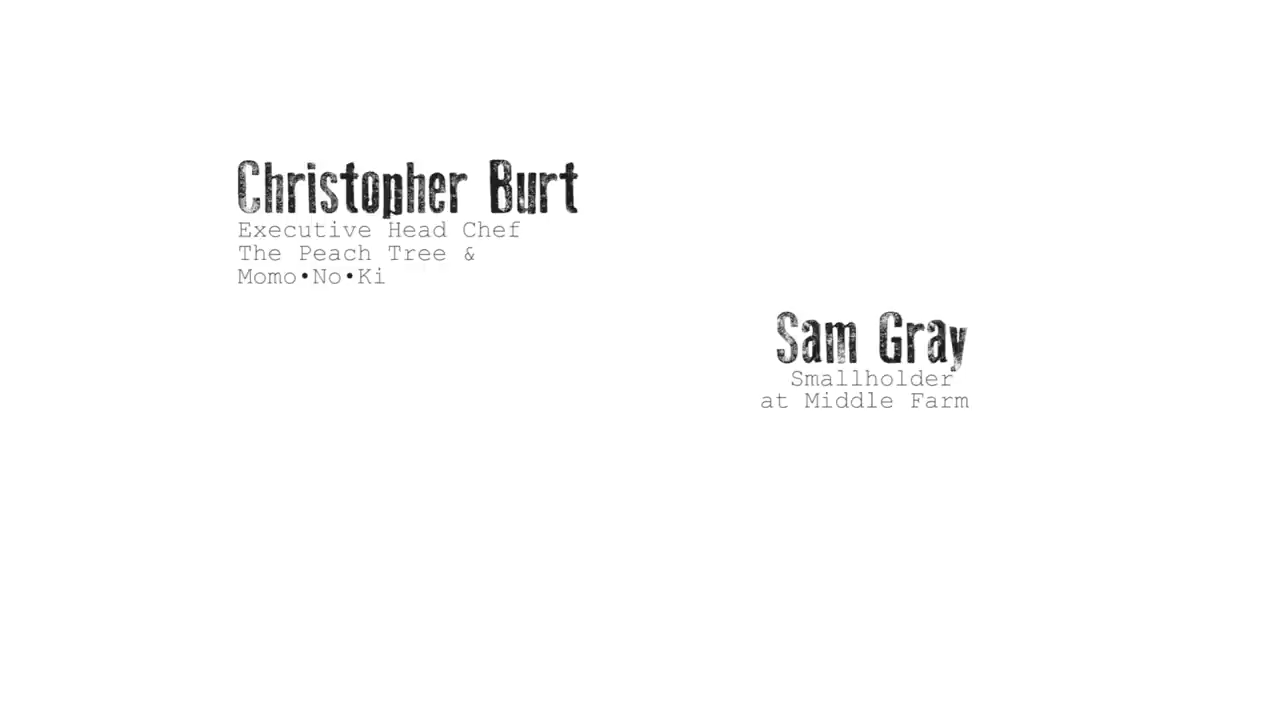 Christopher Burt
Executive Head Chef
The Peach Tree &
Momo•No•Ki
Sam Gray
Smallholder
at Middle Farm